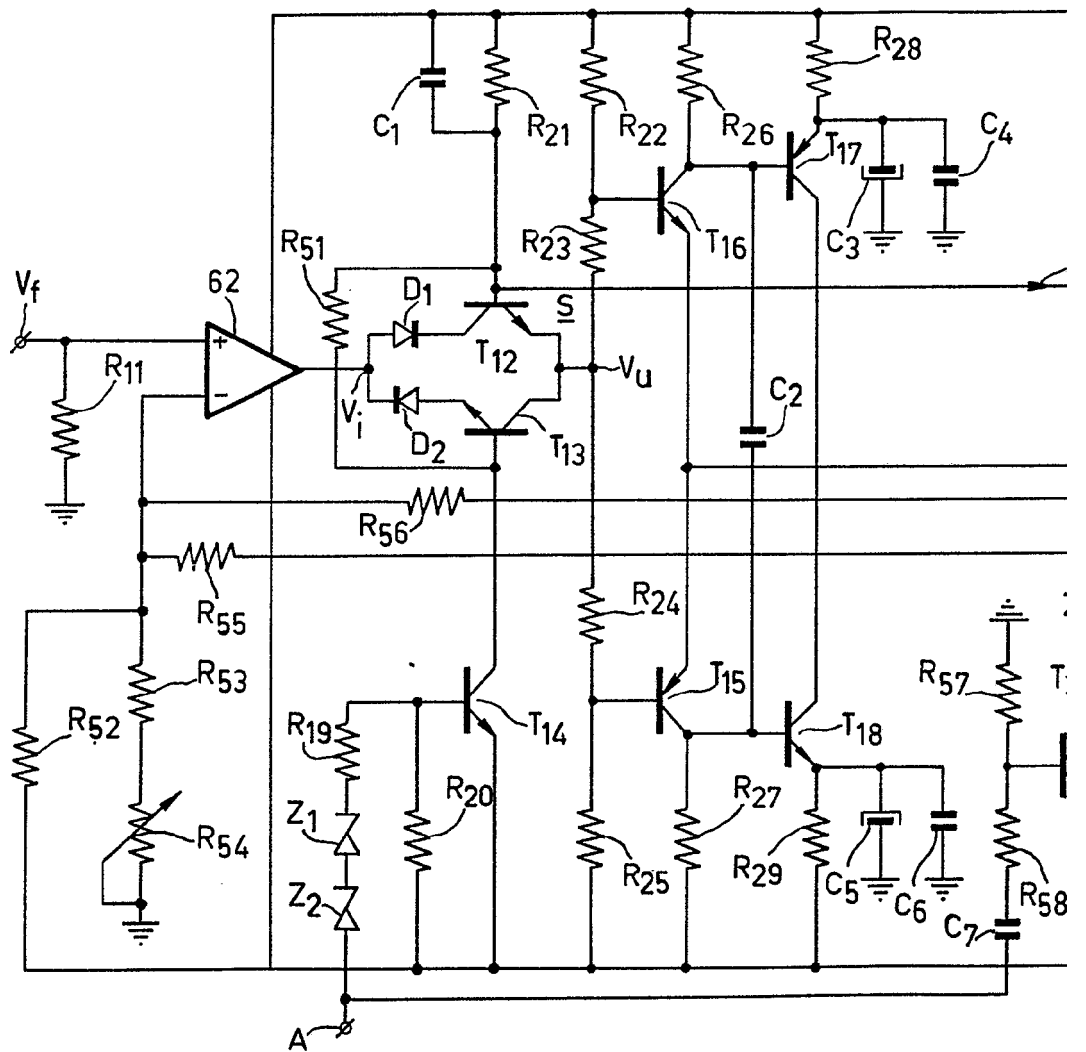 R28
C1
R21
R22
R26
T17
C4
C3
R23
T16
R51
Vf
62
D1
S
+
T12
R11
−
Vi
Vu
C2
D2
T13
R56
R55
R24
R53
R57
T15
R52
R19
T14
T18
R20
R27
Z1
R54
R25
R29
C5
C6
R58
Z2
C7
A